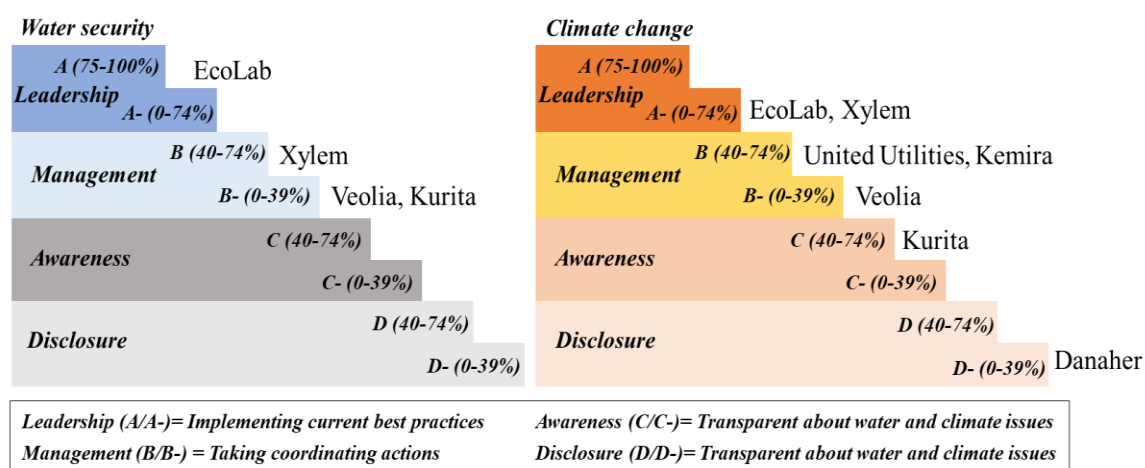 Water security
A (75-100%)
EcoLab
Leadership
A- (0-74%)
B (40-74%)
Xylem
Management
B- (0-39%)
Veolia, Kurita
C (40-74%)
Awareness
C- (0-39%)
D (40-74%)
Disclosure
D- (0-39%)
Climate change
A (75-100%)
Leadership
A- (0-74%)
EcoLab, Xylem
B (40-74%)
United Utilities, Kemira
Management
B- (0-39%)
Veolia
C (40-74%)
Kurita
Awareness
C- (0-39%)
D (40-74%)
Disclosure
D- (0-39%)
Danaher
Leadership (A/A-)= Implementing current best practices
Management (B/B-) = Taking coordinating actions
Awareness (C/C-)= Transparent about water and climate issues
Disclosure (D/D-)= Transparent about water and climate issues